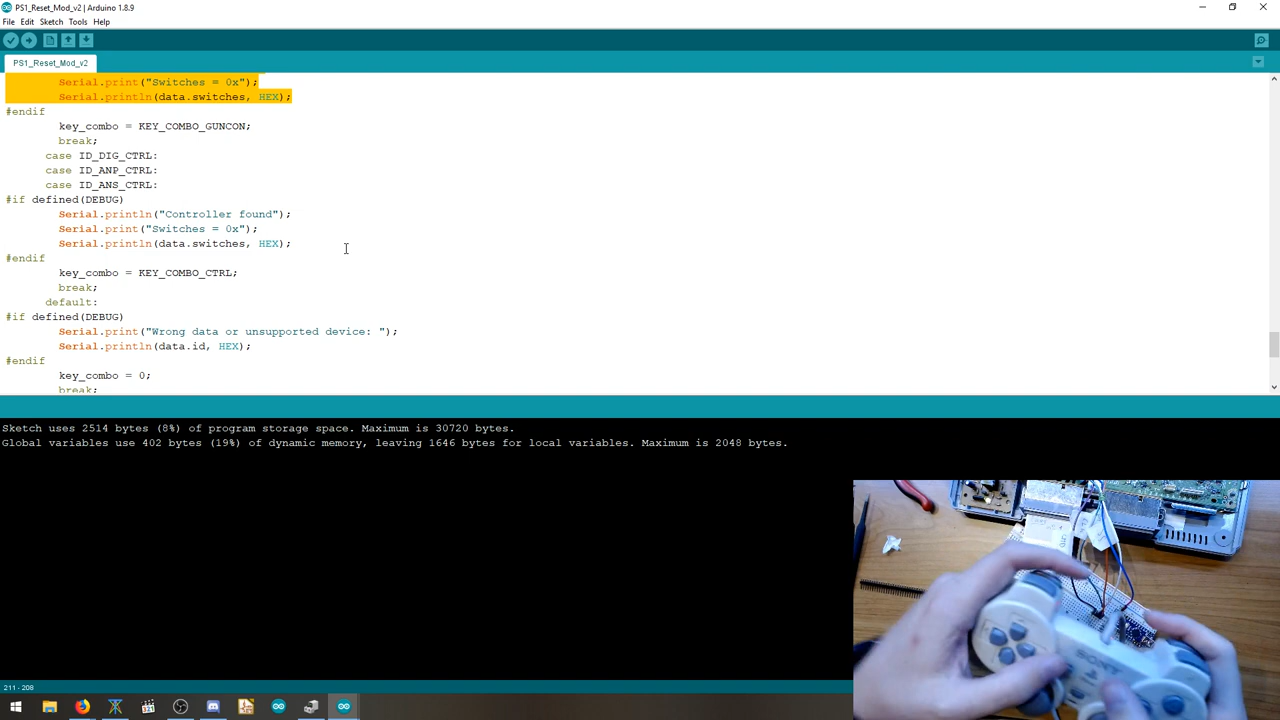 PS1_Reset_Mod_v2 | Arduino 1.8.9
File Edit Sketch Tools Help
PS1_Reset_Mod_v2
Serial.print("Switches = 0x");
Serial.println(data.switches, HEX);
#endif
key_combo = KEY_COMBO_GUNCON;
break;
case ID_DIG_CTRL:
case ID_ANP_CTRL:
case ID_ANS_CTRL:
#if defined(DEBUG)
Serial.println("Controller found");
Serial.print("Switches = 0x");
Serial.println(data.switches, HEX);
#endif
key_combo = KEY_COMBO_CTRL;
break;
default:
#if defined(DEBUG)
Serial.print("Wrong data or unsupported device: ");
Serial.println(data.id, HEX);
#endif
key_combo = 0;
break;
Sketch uses 2514 bytes (8%) of program storage space. Maximum is 30720 bytes.
Global variables use 402 bytes (19%) of dynamic memory, leaving 1646 bytes for local variables. Maximum is 2048 bytes.
SONY
211 - 208